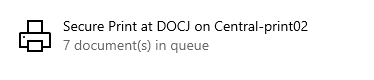 Secure Print at DOCJ on Central-print02
7 document(s) in queue